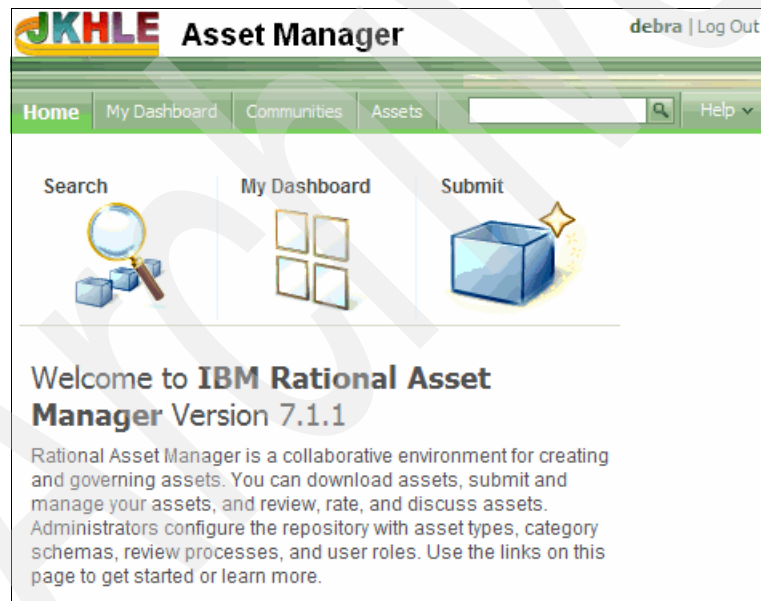 JKHLE Asset Manager
debra | Log Out
Home My Dashboard Communities Assets Help
Search My Dashboard Submit
Welcome to IBM Rational Asset
Manager Version 7.1.1
Rational Asset Manager is a collaborative environment for creating
and governing assets. You can download assets, submit and
manage your assets, and review, rate, and discuss assets.
Administrators configure the repository with asset types, category
schemas, review processes, and user roles. Use the links on this
page to get started or learn more.